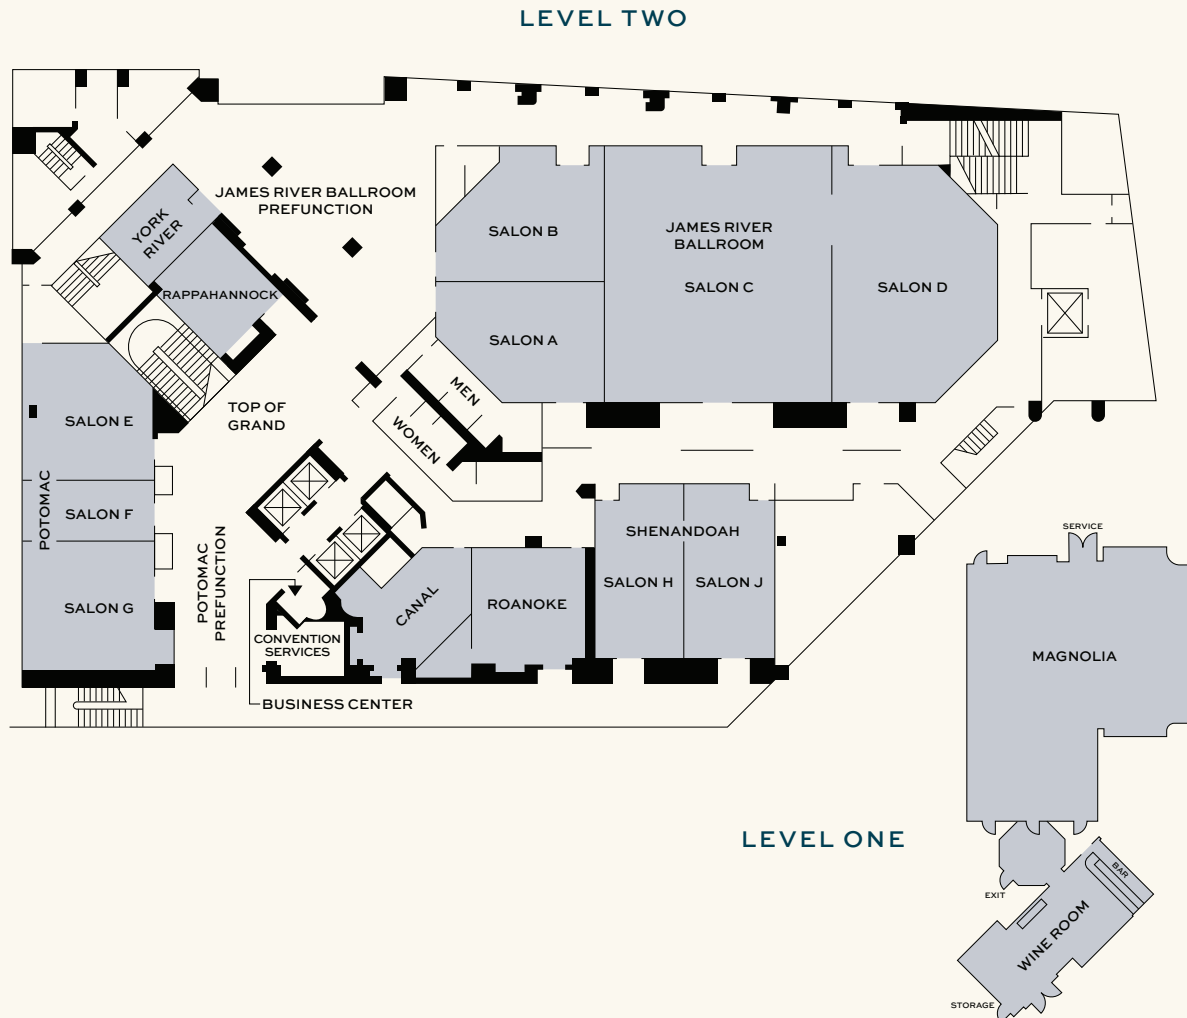 LEVEL TWO
JAMES RIVER BALLROOM
PREFUNCTION
YORK
RIVER
RAPPAHANNOCK
SALON B
JAMES RIVER
BALLROOM
SALON C
SALON D
SALON A
MEN
WOMEN
TOP OF
GRAND
SALON E
POTOMAC
SALON F
SALON G
POTOMAC
PREFUNCTION
SHENANDOAH
SALON H
SALON J
CANAL
ROANOKE
CONVENTION
SERVICES
BUSINESS CENTER
SERVICE
MAGNOLIA
LEVEL ONE
EXIT
BAR
WINE ROOM
STORAGE